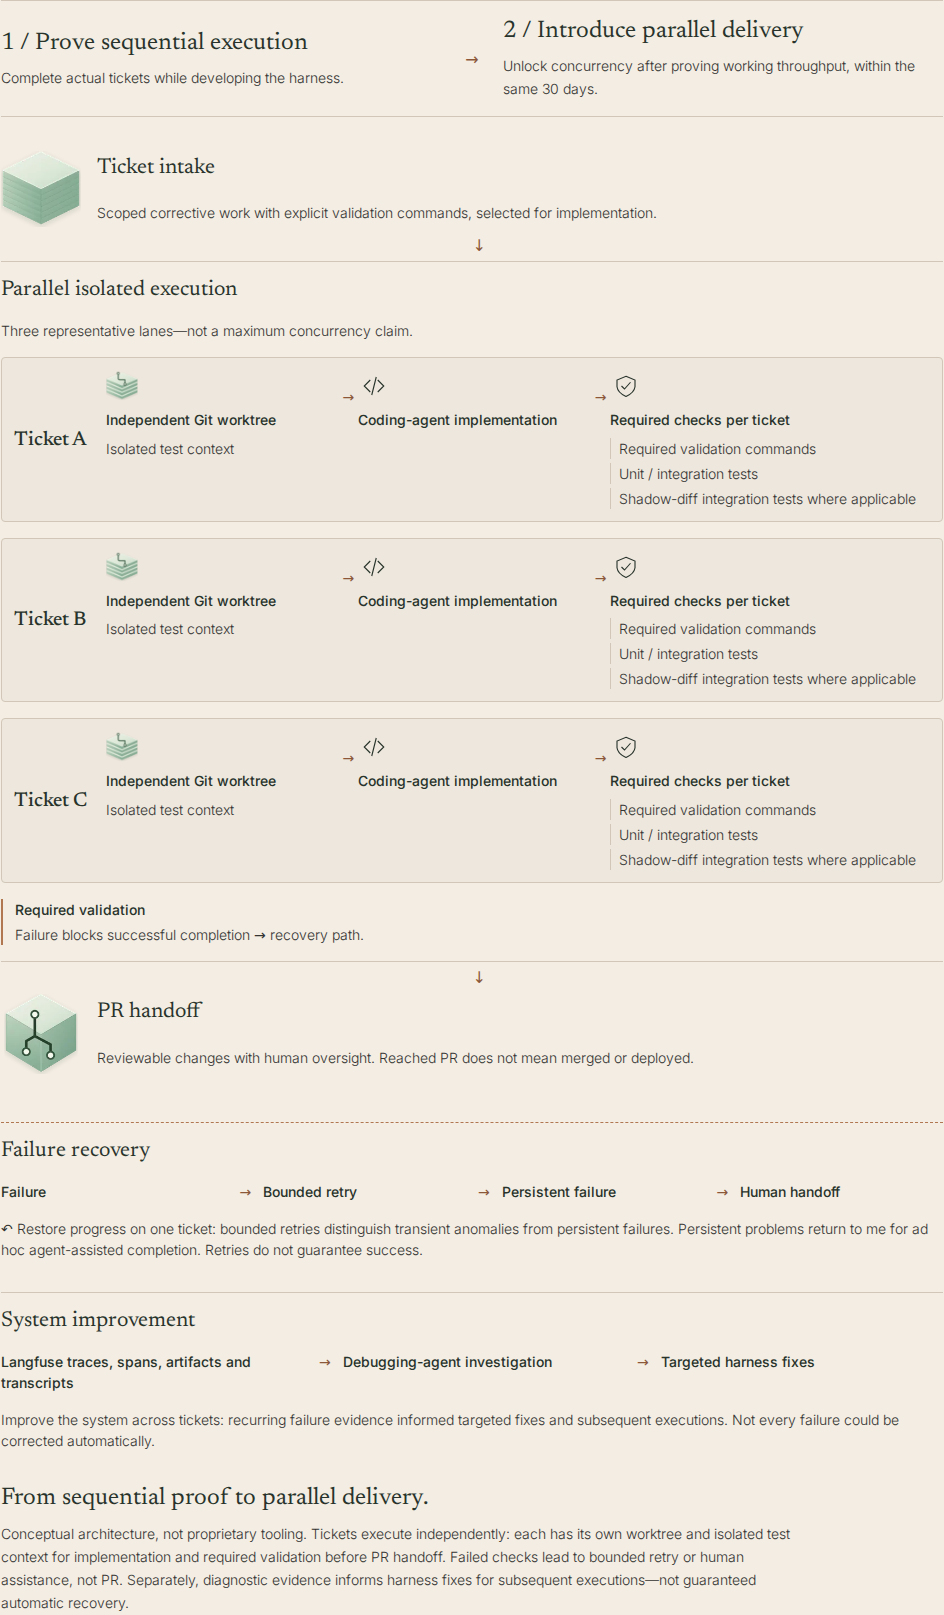 1 / Prove sequential execution
Complete actual tickets while developing the harness.
→
2 / Introduce parallel delivery
Unlock concurrency after proving working throughput, within the
same 30 days.
Ticket intake
Scoped corrective work with explicit validation commands, selected for implementation.
↓
Parallel isolated execution
Three representative lanes—not a maximum concurrency claim.
Ticket A
Independent Git worktree
Isolated test context
→
Coding-agent implementation
→
Required checks per ticket
Required validation commands
Unit / integration tests
Shadow-diff integration tests where applicable
Ticket B
Independent Git worktree
Isolated test context
→
Coding-agent implementation
→
Required checks per ticket
Required validation commands
Unit / integration tests
Shadow-diff integration tests where applicable
Ticket C
Independent Git worktree
Isolated test context
→
Coding-agent implementation
→
Required checks per ticket
Required validation commands
Unit / integration tests
Shadow-diff integration tests where applicable
Required validation
Failure blocks successful completion → recovery path.
↓
PR handoff
Reviewable changes with human oversight. Reached PR does not mean merged or deployed.
Failure recovery
Failure → Bounded retry → Persistent failure → Human handoff
↶ Restore progress on one ticket: bounded retries distinguish transient anomalies from persistent failures. Persistent problems return to me for ad
hoc agent-assisted completion. Retries do not guarantee success.
System improvement
Langfuse traces, spans, artifacts and
transcripts
→ Debugging-agent investigation → Targeted harness fixes
Improve the system across tickets: recurring failure evidence informed targeted fixes and subsequent executions. Not every failure could be
corrected automatically.
From sequential proof to parallel delivery.
Conceptual architecture, not proprietary tooling. Tickets execute independently: each has its own worktree and isolated test
context for implementation and required validation before PR handoff. Failed checks lead to bounded retry or human
assistance, not PR. Separately, diagnostic evidence informs harness fixes for subsequent executions—not guaranteed
automatic recovery.